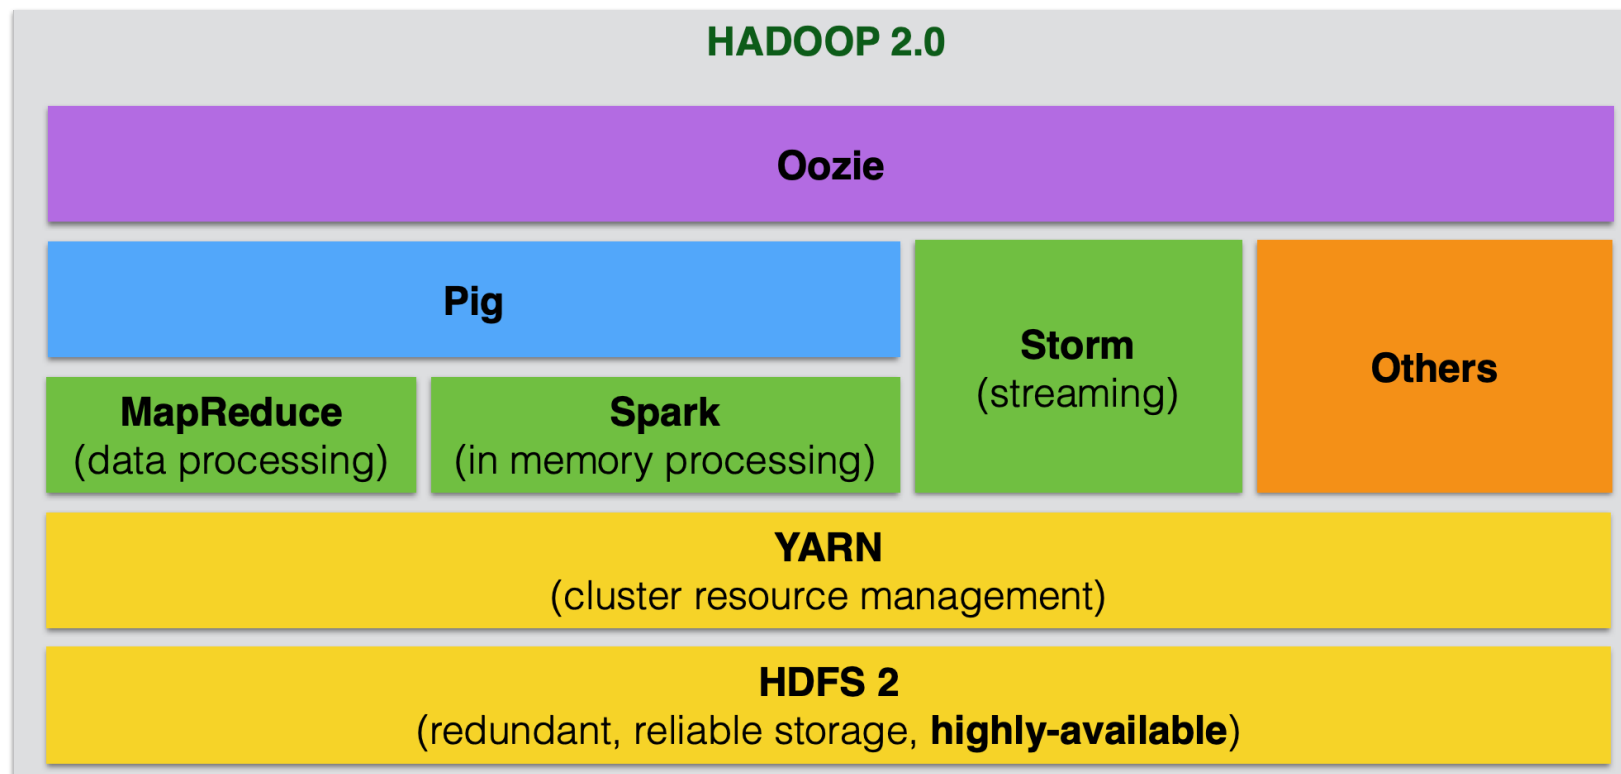 HADOOP 2.0
Oozie
Pig
Storm
(streaming)
Others
MapReduce
(data processing)
Spark
(in memory processing)
YARN
(cluster resource management)
HDFS 2
(redundant, reliable storage, highly-available)